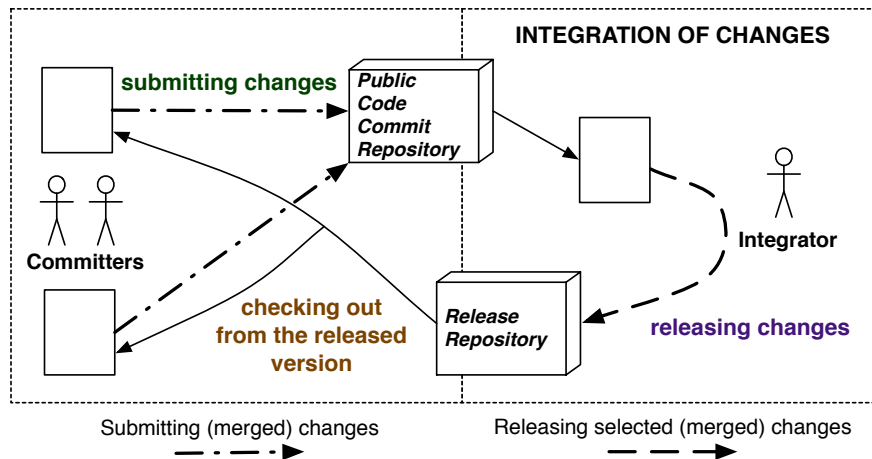 INTEGRATION OF CHANGES
submitting changes
Public
Code
Commit
Repository
Committers
Integrator
checking out
from the released
version
Release
Repository
releasing changes
Submitting (merged) changes
Releasing selected (merged) changes